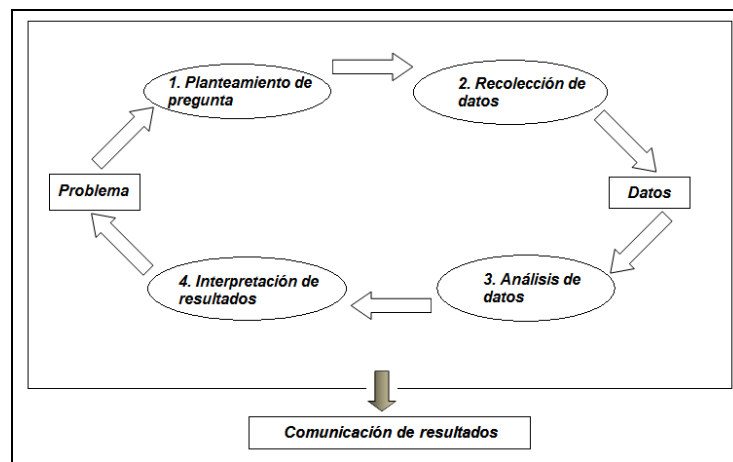 1. Planteamiento de
pregunta
2. Recolección de
datos
Problema
Datos
4. Interpretación de
resultados
3. Análisis de
datos
Comunicación de resultados